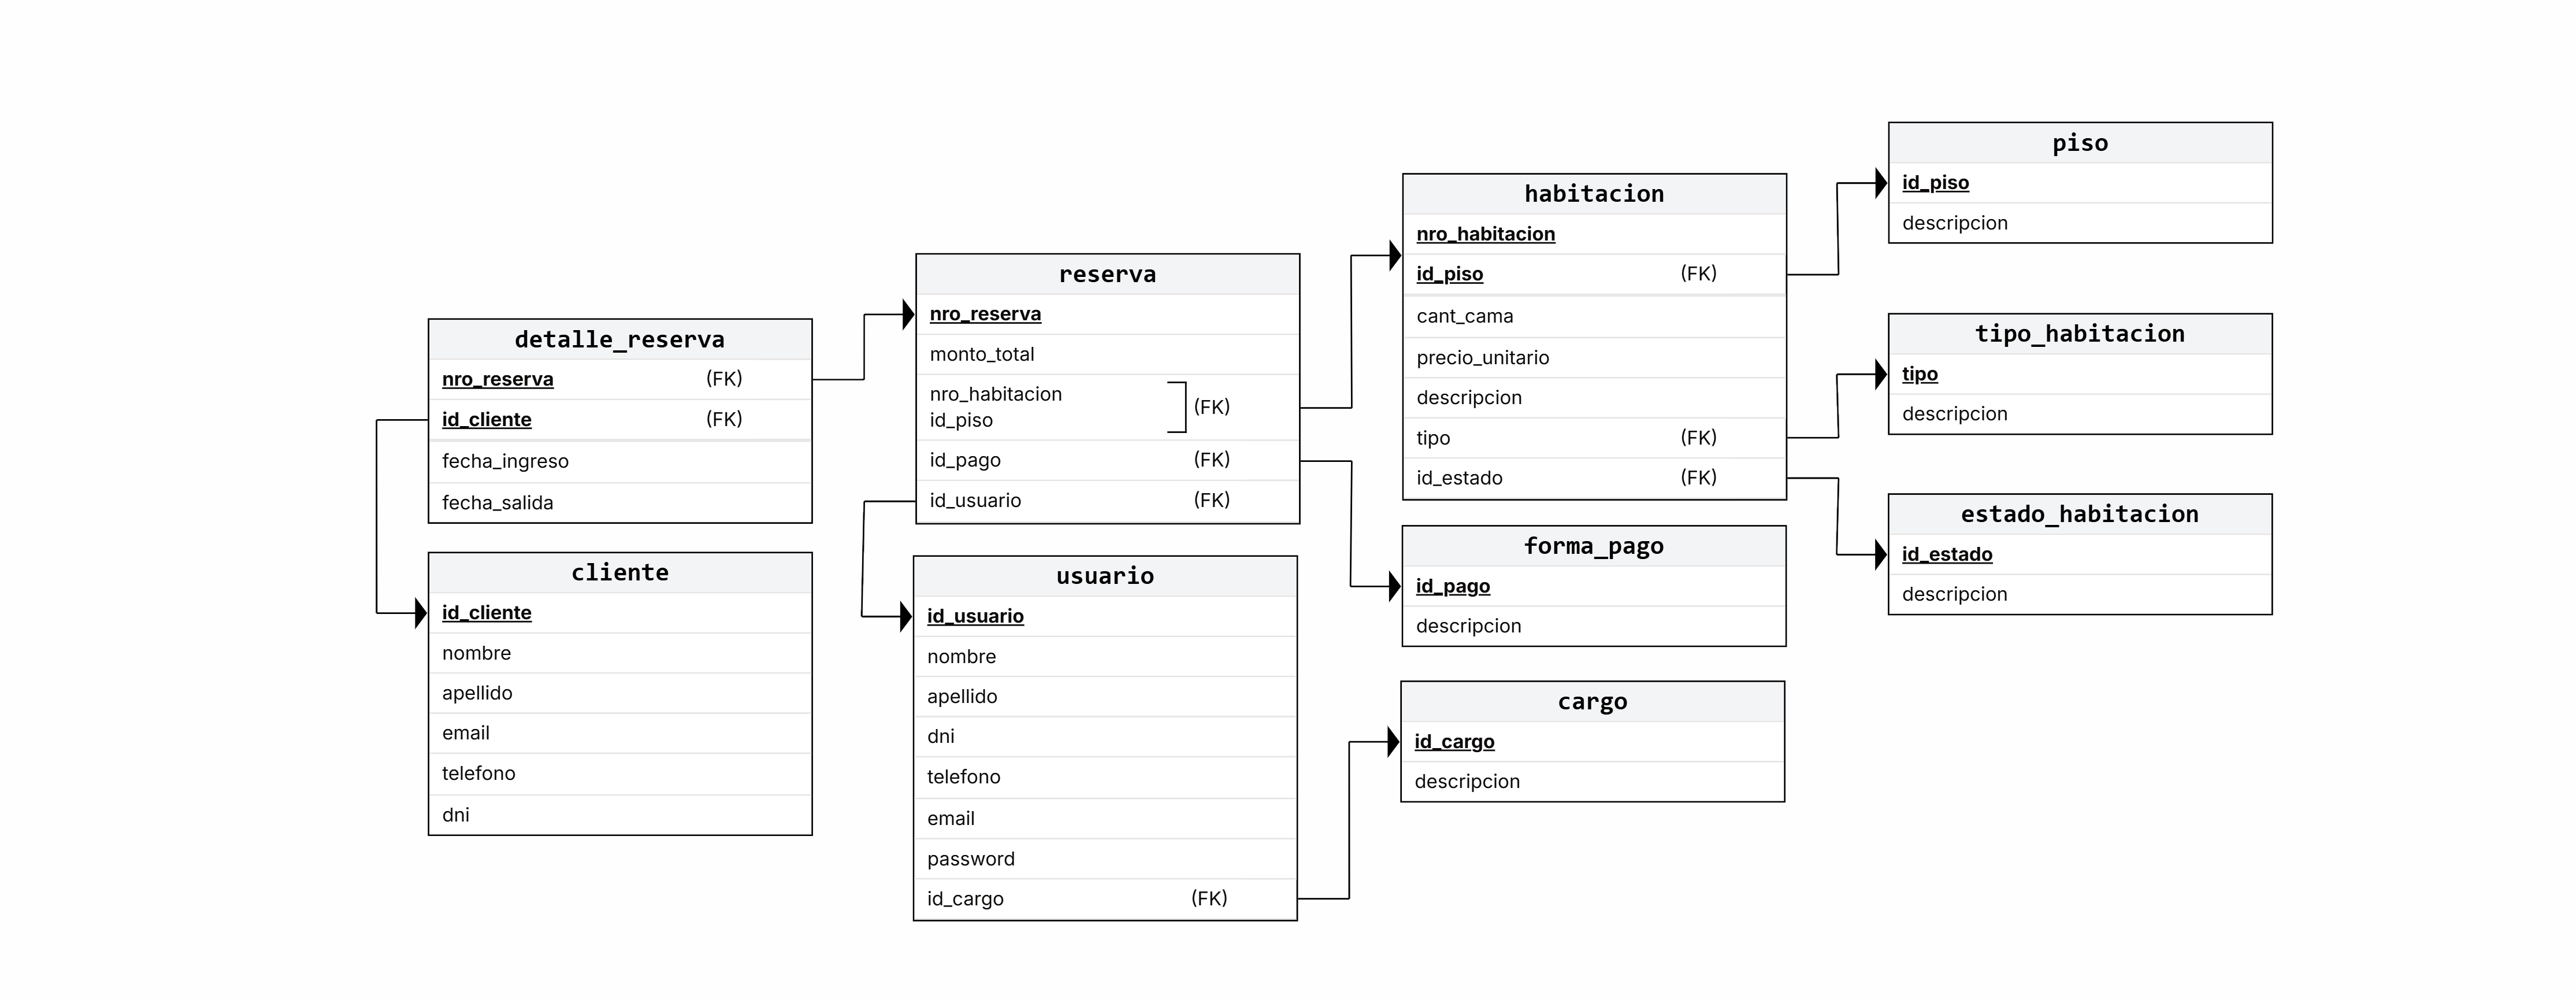 detalle_reserva
nro_reserva (FK)
id_cliente (FK)
fecha_ingreso
fecha_salida
cliente
id_cliente
nombre
apellido
email
telefono
dni
reserva
nro_reserva
monto_total
nro_habitacion
id_piso
(FK)
id_pago (FK)
id_usuario (FK)
usuario
id_usuario
nombre
apellido
dni
telefono
email
password
id_cargo (FK)
habitacion
nro_habitacion
id_piso (FK)
cant_cama
precio_unitario
descripcion
tipo (FK)
id_estado (FK)
forma_pago
id_pago
descripcion
cargo
id_cargo
descripcion
piso
id_piso
descripcion
tipo_habitacion
tipo
descripcion
estado_habitacion
id_estado
descripcion